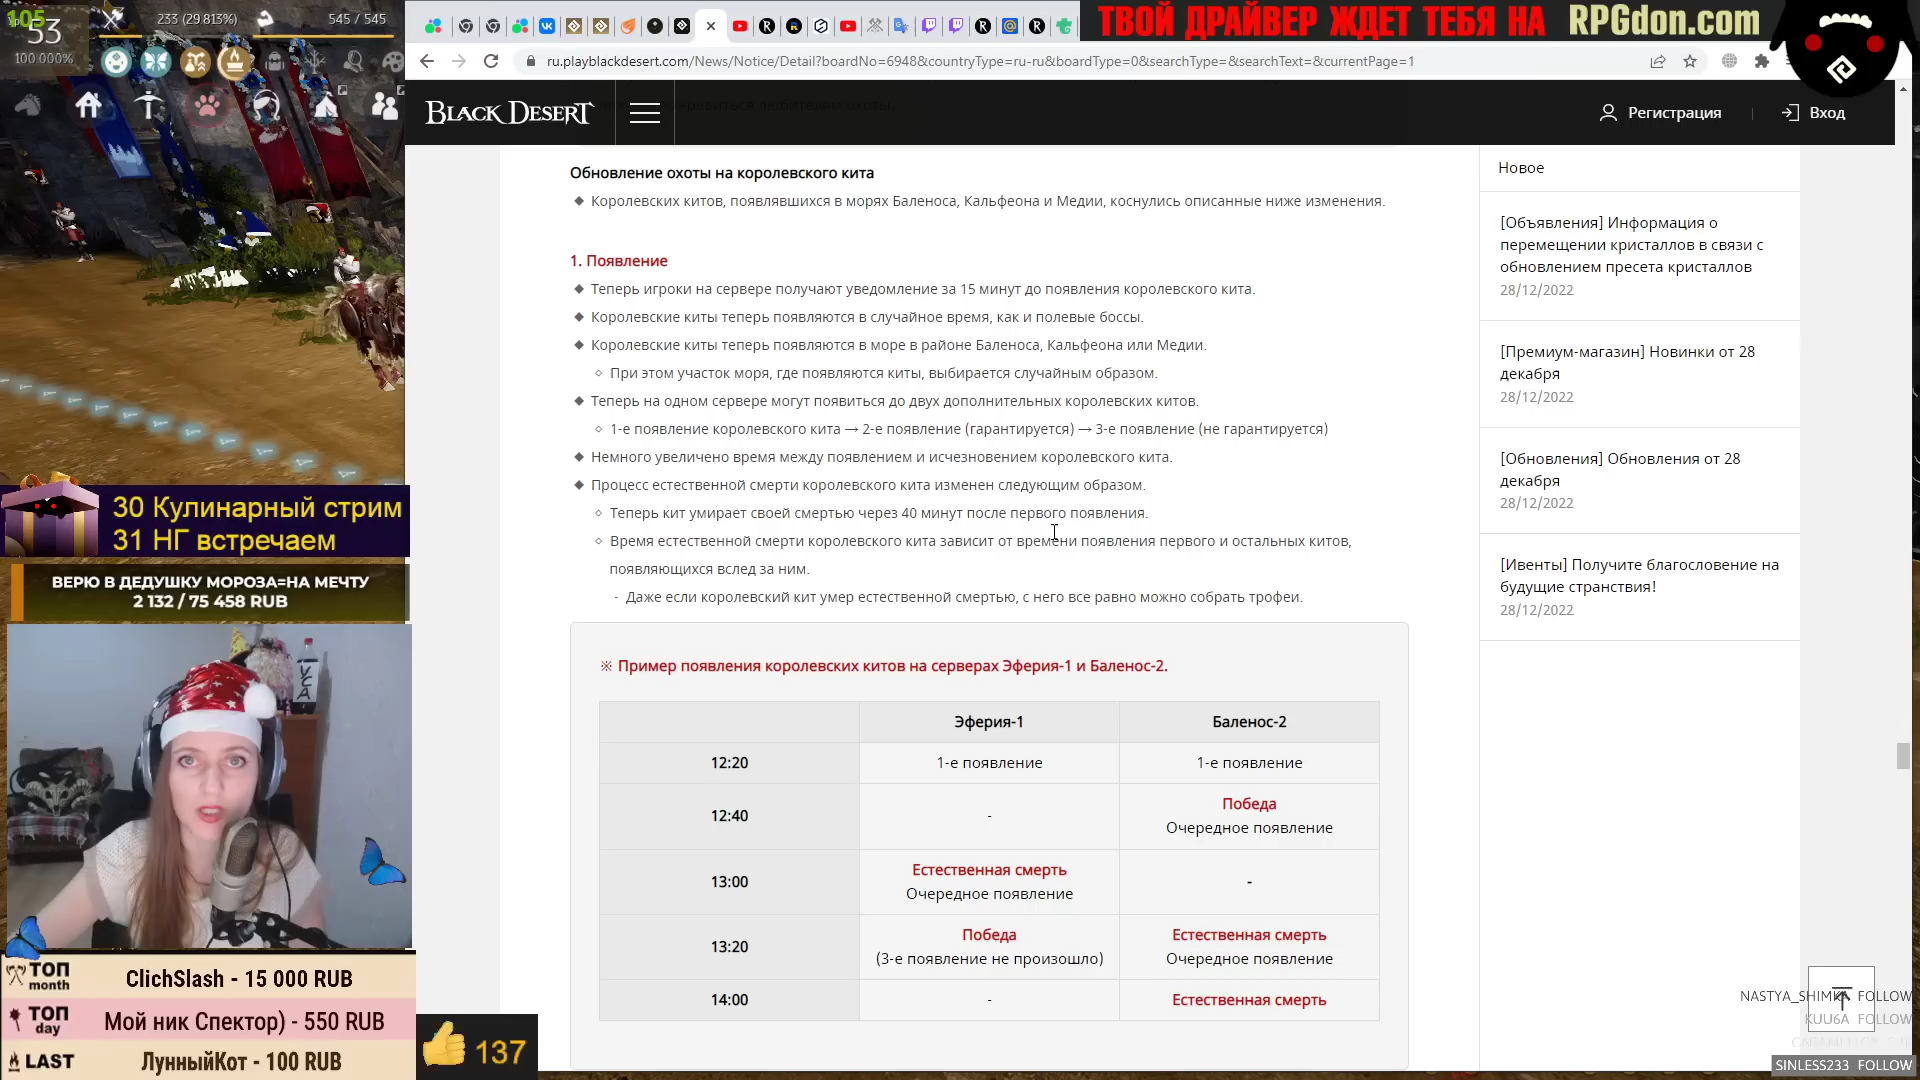 105
53
100.000%
233 (29.813%)
545 / 545
ТВОЙ ДРАЙВЕР ЖДЕТ ТЕБЯ НА RPGdon.com
ru.playblackdesert.com/News/Notice/Detail?boardNo=6948&countryType=ru-ru&boardType=0&searchType=&searchText=&currentPage=1
BLACK DESERT
Регистрация
Вход
Обновление охоты на королевского кита
◆ Королевских китов, появлявшихся в морях Баленоса, Кальфеона и Медии, коснулись описанные ниже изменения.
1. Появление
◆ Теперь игроки на сервере получают уведомление за 15 минут до появления королевского кита.
◆ Королевские киты теперь появляются в случайное время, как и полевые боссы.
◆ Королевские киты теперь появляются в море в районе Баленоса, Кальфеона или Медии.
◇ При этом участок моря, где появляются киты, выбирается случайным образом.
◆ Теперь на одном сервере могут появиться до двух дополнительных королевских китов.
◇ 1-е появление королевского кита → 2-е появление (гарантируется) → 3-е появление (не гарантируется)
◆ Немного увеличено время между появлением и исчезновением королевского кита.
◆ Процесс естественной смерти королевского кита изменен следующим образом.
◇ Теперь кит умирает своей смертью через 40 минут после первого появления.
◇ Время естественной смерти королевского кита зависит от времени появления первого и остальных китов,
появляющихся вслед за ним.
- Даже если королевский кит умер естественной смертью, с него все равно можно собрать трофеи.
※ Пример появления королевских китов на серверах Эферия-1 и Баленос-2.
Эферия-1 Баленос-2
12:20 1-е появление 1-е появление
12:40 - Победа
Очередное появление
13:00 Естественная смерть -
Очередное появление
13:20 Победа Естественная смерть
(3-е появление не произошло) Очередное появление
14:00 - Естественная смерть
Новое
[Объявления] Информация о
перемещении кристаллов в связи с
обновлением пресета кристаллов
28/12/2022
[Премиум-магазин] Новинки от 28
декабря
28/12/2022
[Обновления] Обновления от 28
декабря
28/12/2022
[Ивенты] Получите благословение на
будущие странствия!
28/12/2022
30 Кулинарный стрим
31 НГ встречаем
ВЕРЮ В ДЕДУШКУ МОРОЗА=НА МЕЧТУ
2 132 / 75 458 RUB
ТОП
month
ClichSlash - 15 000 RUB
ТОП
day
Мой ник Спектор) - 550 RUB
LAST
ЛунныйКот - 100 RUB
137
NASTYA_SHIMKA FOLLOW
KUU6A FOLLOW
SINLESS233 FOLLOW